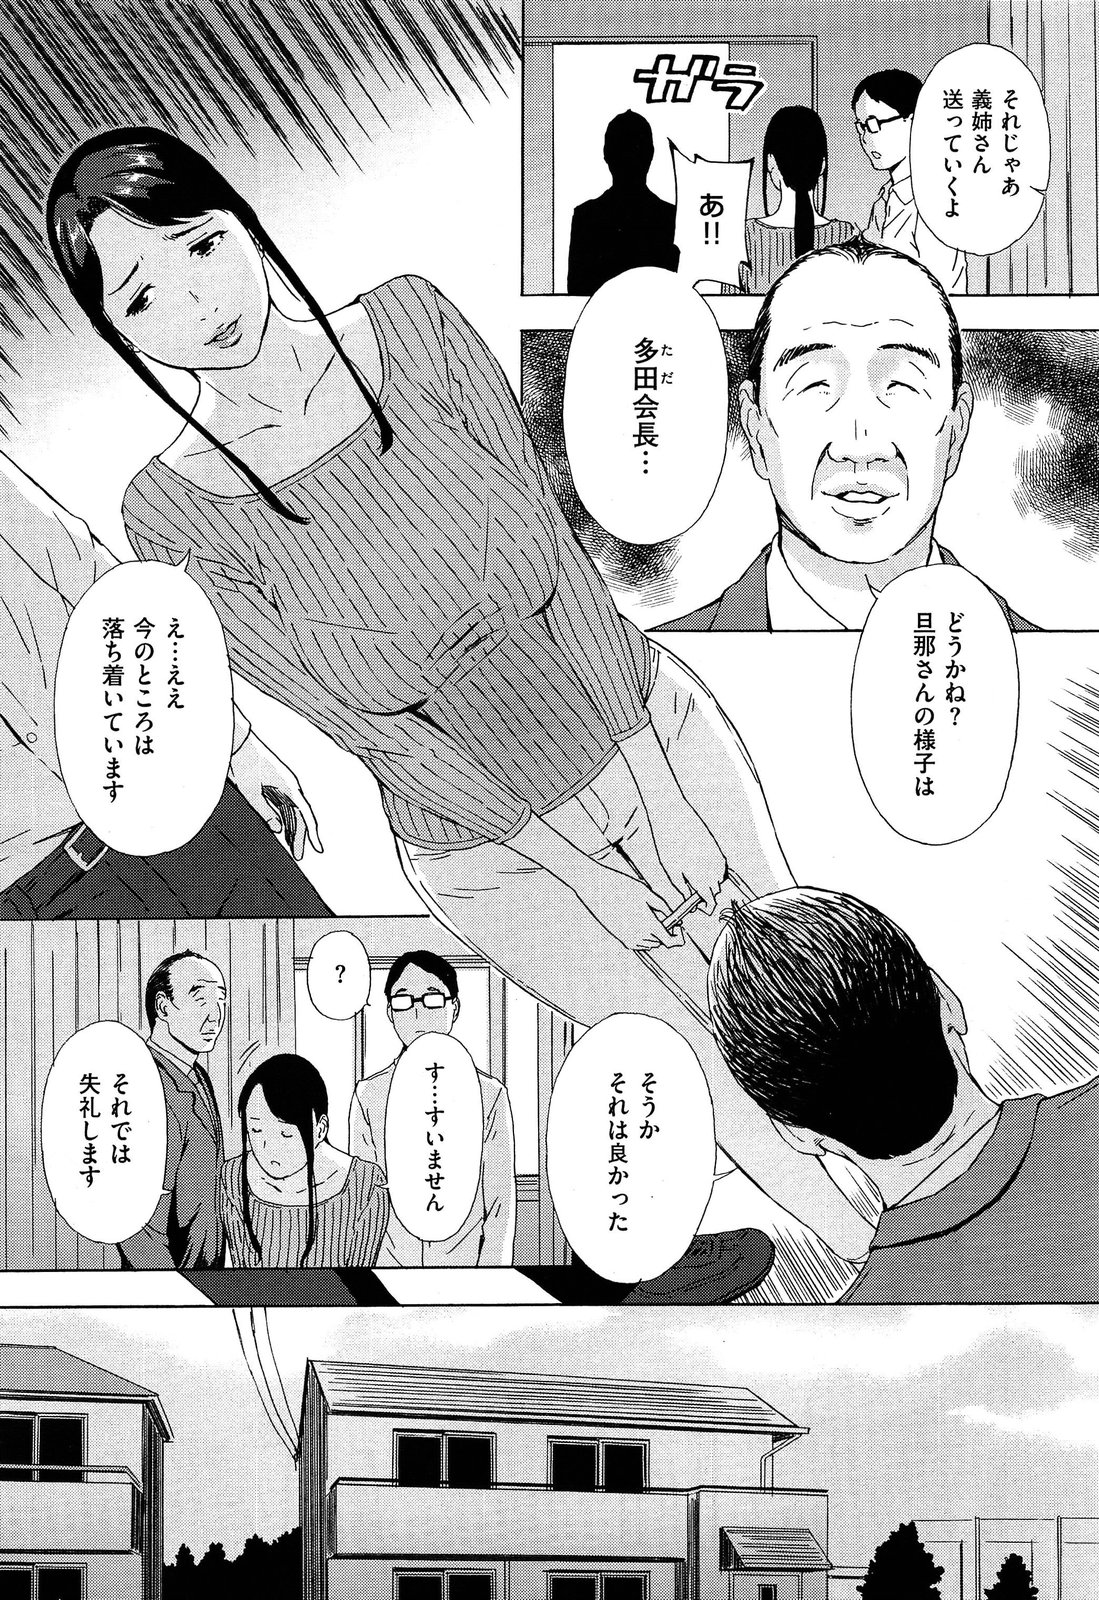 それじゃあ
義姉さん
送っていくよ
ガラ
あ!!
多田会長…
ただ
どうかね?
旦那さんの様子は
え…ええ
今のところは
落ち着いています
そうか
それは良かった
?
す…すいません
それでは
失礼します